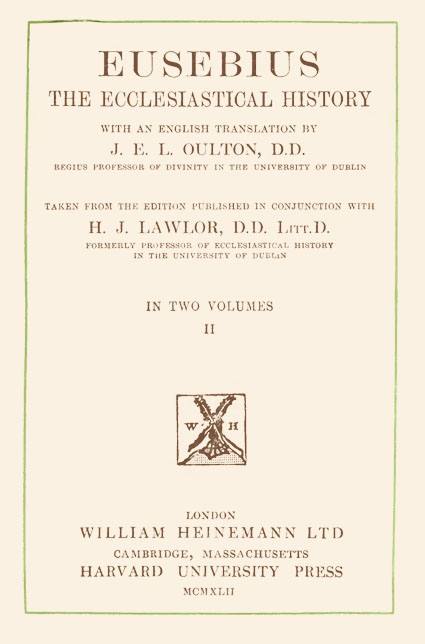 EUSEBIUS
THE ECCLESIASTICAL HISTORY
WITH AN ENGLISH TRANSLATION BY
J. E. L. OULTON, D.D.
REGIUS PROFESSOR OF DIVINITY IN THE UNIVERSITY OF DUBLIN
TAKEN FROM THE EDITION PUBLISHED IN CONJUNCTION WITH
H. J. LAWLOR, D.D. LITT.D.
FORMERLY PROFESSOR OF ECCLESIASTICAL HISTORY
IN THE UNIVERSITY OF DUBLIN
IN TWO VOLUMES
II
W H
LONDON
WILLIAM HEINEMANN LTD
CAMBRIDGE, MASSACHUSETTS
HARVARD UNIVERSITY PRESS
MCMXLII